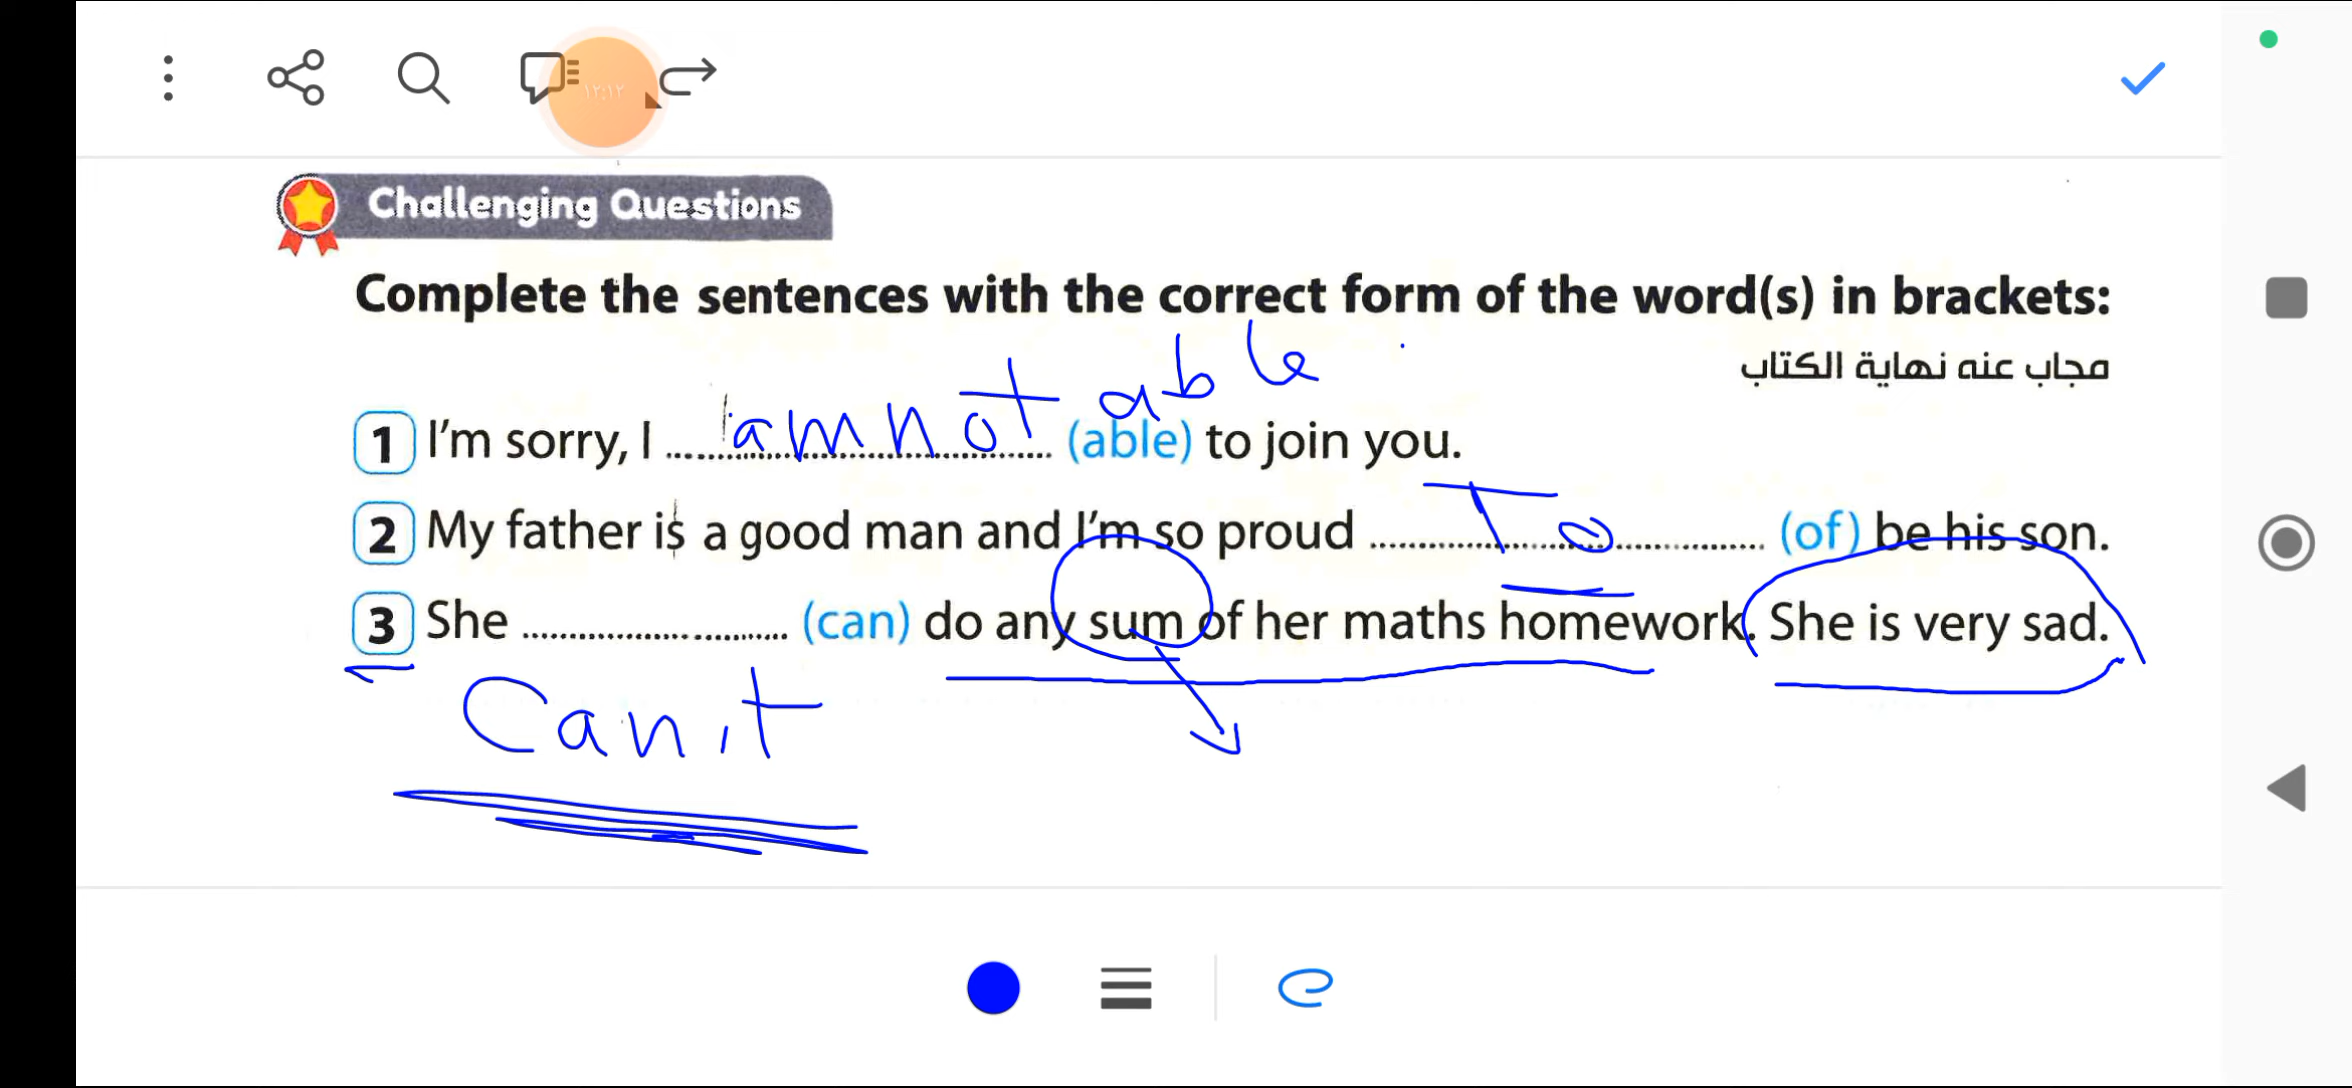 ١٢:١٢
Challenging Questions
Complete the sentences with the correct form of the word(s) in brackets:
مجاب عنه نهاية الكتاب
able
1 I'm sorry, I am not (able) to join you.
2 My father is a good man and I'm so proud To (of) be his son.
3 She ............ (can) do any sum of her maths homework. She is very sad.
Can't